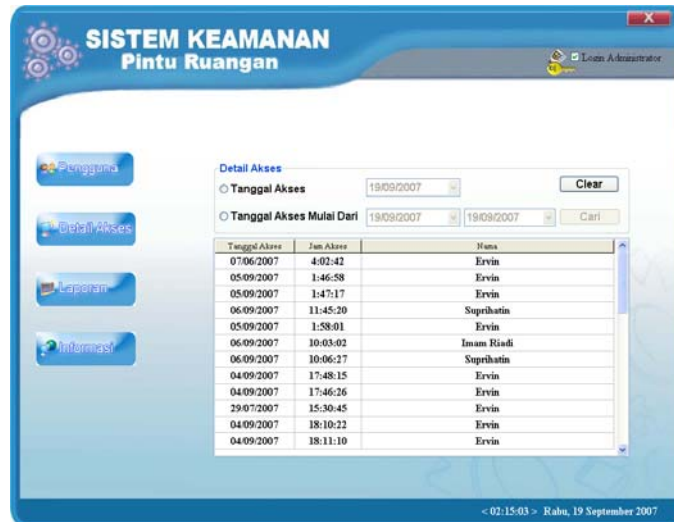 SISTEM KEAMANAN
Pintu Ruangan
X
Login Administrator
Pengguna
Detail Akses
Laporan
Informasi
Detail Akses
Tanggal Akses 19/09/2007 Clear
Tanggal Akses Mulai Dari 19/09/2007 19/09/2007 Cari
Tanggal Akses Jam Akses Nama
07/06/2007 4:02:42 Ervin
05/09/2007 1:46:58 Ervin
05/09/2007 1:47:17 Ervin
06/09/2007 11:45:20 Suprihatin
05/09/2007 1:58:01 Ervin
06/09/2007 10:03:02 Imam Riadi
06/09/2007 10:06:27 Suprihatin
04/09/2007 17:48:15 Ervin
04/09/2007 17:46:26 Ervin
29/07/2007 15:30:45 Ervin
04/09/2007 18:10:22 Ervin
04/09/2007 18:11:10 Ervin
< 02:15:03 > Rabu, 19 September 2007